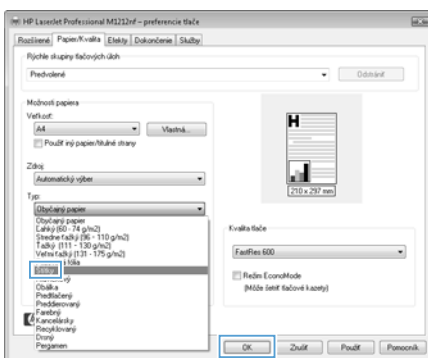 HP LaserJet Professional M1212nf – preferencie tlače
Rozšírené Papier/Kvalita Efekty Dokončenie Služby
Rýchle skupiny tlačových úloh
Predvolené
Odstrániť
Možnosti papiera
Veľkosť:
A4
Vlastná...
Použiť iný papier/titulné strany
Zdroj:
Automatický výber
Typ:
Obyčajný papier
Obyčajný papier
Ľahký (60 - 74 g/m2)
Stredne ťažký (96 - 110 g/m2)
Ťažký (111 - 130 g/m2)
Veľmi ťažký (131 - 175 g/m2)
fólia
Štítky
Obálka
Predtlačený
Predderovaný
Farebný
Kancelársky
Recyklovaný
Drsný
Pergamen
H
210 x 297 mm
Kvalita tlače
FastRes 600
Režim EconoMode
(Môže šetriť tlačové kazety)
OK Zrušiť Použiť Pomocník